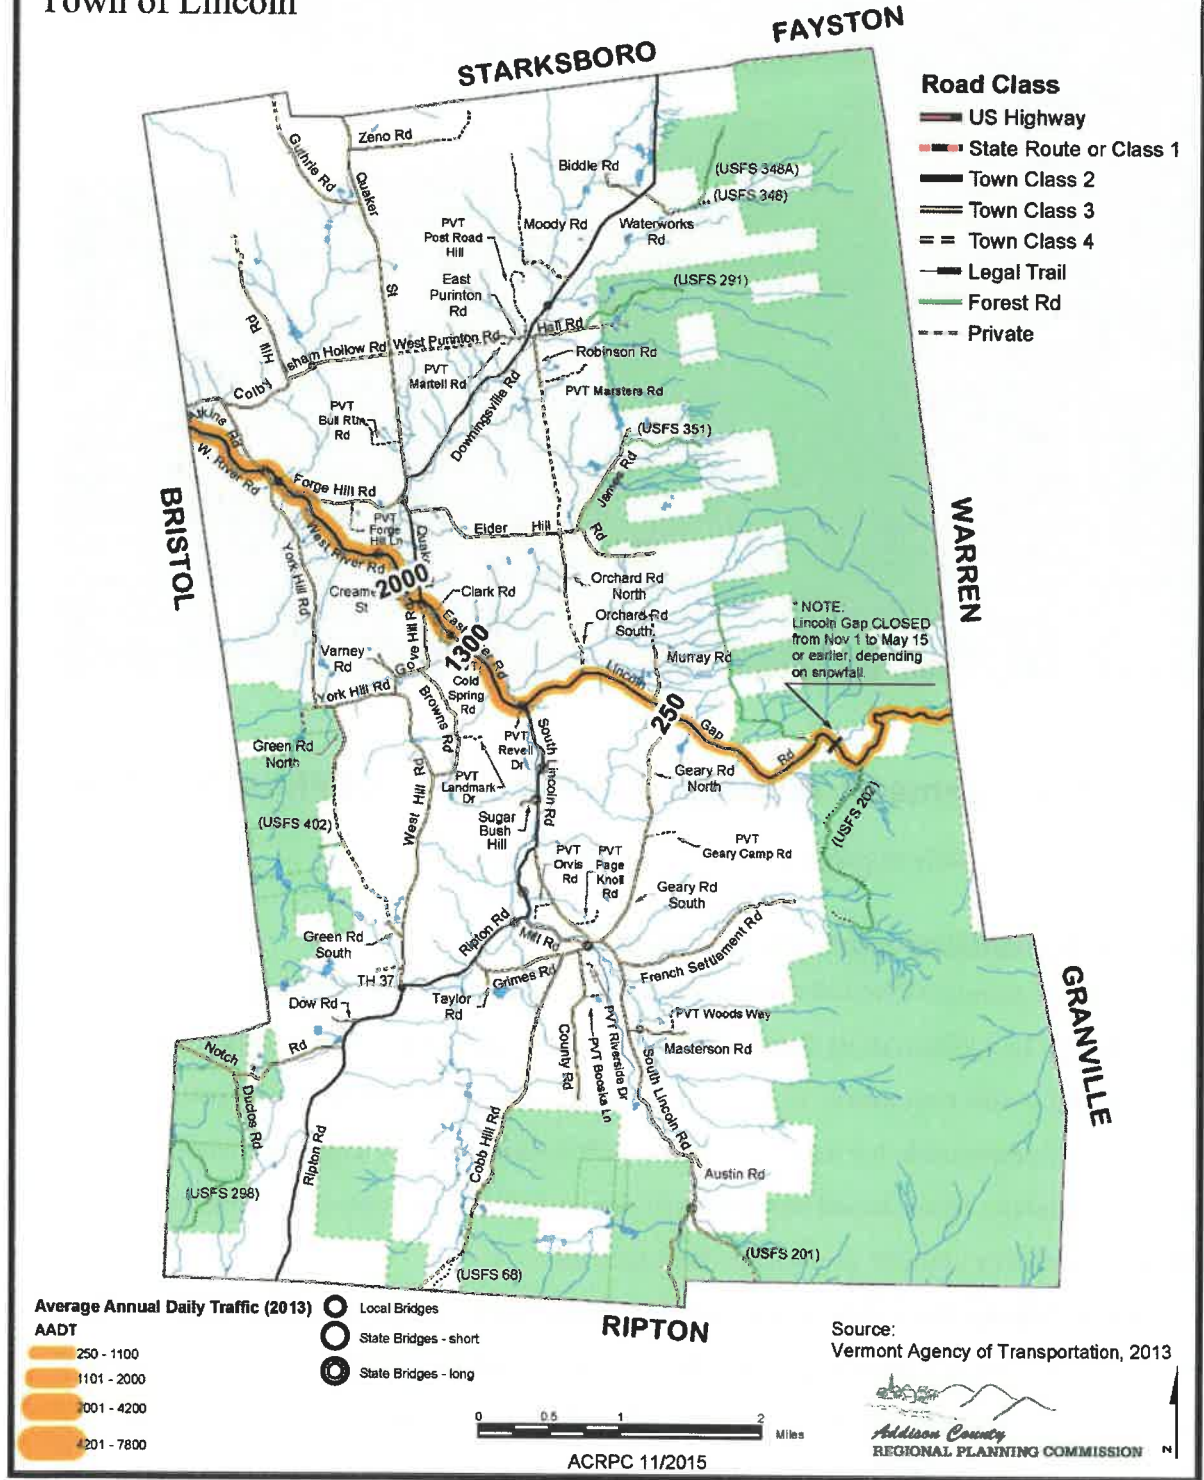 Town of Lincoln
STARKSBORO
FAYSTON
BRISTOL
WARREN
GRANVILLE
RIPTON
Road Class
US Highway
State Route or Class 1
Town Class 2
Town Class 3
Town Class 4
Legal Trail
Forest Rd
Private
Guthrie Rd
Zeno Rd
Quaker
St
Biddle Rd
(USFS 348A)
(USFS 348)
PVT
Post Road
Hill
Moody Rd
Waterworks
Rd
East
Purinton
Rd
(USFS 291)
Hill Rd
sham Hollow Rd
West Purinton Rd
Hall Rd
Robinson Rd
Colby
PVT
Martell Rd
PVT Marsters Rd
PVT
Bull Run
Rd
Downingsville Rd
(USFS 351)
W. River Rd
Forge Hill Rd
James Rd
PVT
Forge
Hill Ln
Elder
Hill
Rd
West River Rd
York Hill Rd
2000
St
Clark Rd
Orchard Rd
North
Orchard Rd
South
* NOTE.
Lincoln Gap CLOSED
from Nov 1 to May 15
or earlier, depending
on snowfall.
East
1300
Varney
Rd
Murray Rd
Lincoln
York Hill Rd
Cold
Spring
Rd
Browns Rd
250
Gap
Rd
Green Rd
North
PVT
Revell
Dr
South Lincoln Rd
PVT
Landmark
Dr
Geary Rd
North
West Hill Rd
(USFS 402)
Sugar
Bush
Hill
(USFS 202)
PVT
Orvis
Rd
PVT
Page
Knoll
Rd
PVT
Geary Camp Rd
Geary Rd
South
Green Rd
South
Ripton Rd
Mill Rd
French Settlement Rd
TH 37
Grimes Rd
Dow Rd
Taylor
Rd
PVT Woods Way
Masterson Rd
Notch
Rd
County Rd
PVT Riverside Dr
PVT Booska Ln
South Lincoln Rd
Duclos Rd
Ripton Rd
Cobb Hill Rd
Austin Rd
(USFS 298)
(USFS 68)
(USFS 201)
Average Annual Daily Traffic (2013)
AADT
250 - 1100
1101 - 2000
2001 - 4200
4201 - 7800
Local Bridges
State Bridges - short
State Bridges - long
Source:
Vermont Agency of Transportation, 2013
0 0.5 1 2
Miles
ACRPC 11/2015
Addison County
REGIONAL PLANNING COMMISSION
N